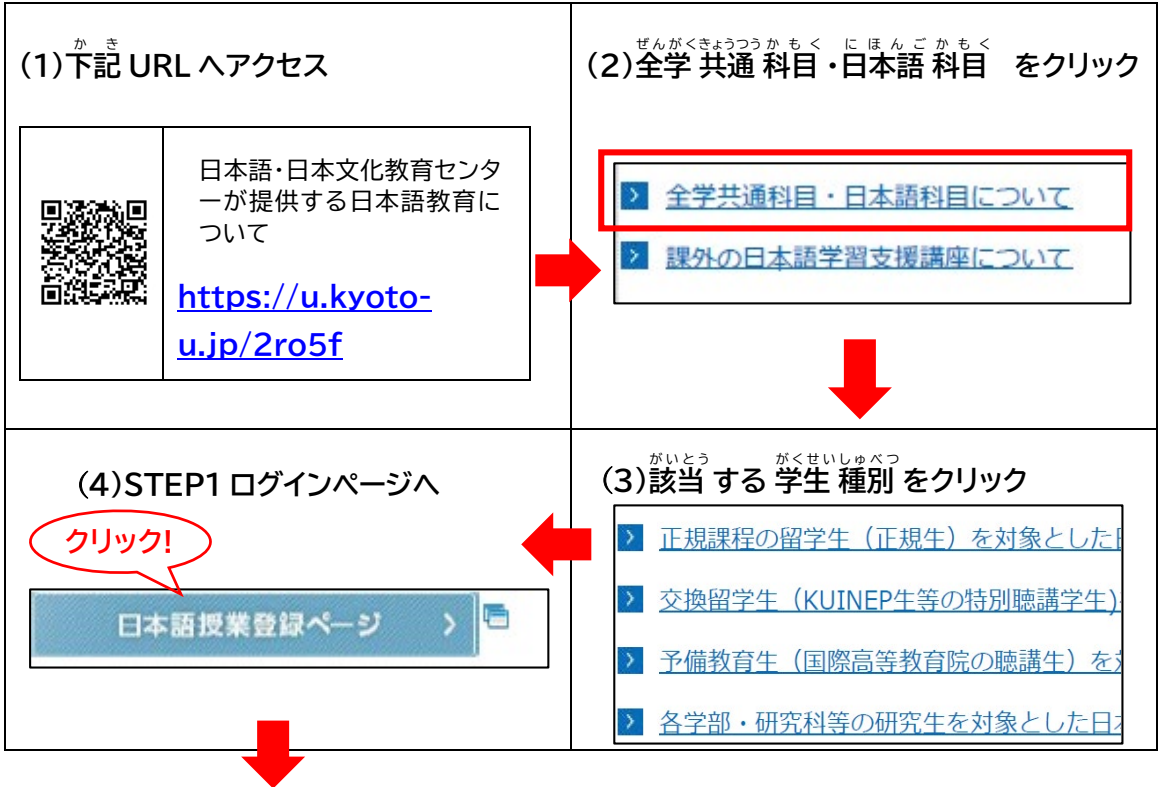 (1)下記 URL へアクセス
かき
日本語・日本文化教育センタ
ーが提供する日本語教育に
ついて
https://u.kyoto-
u.jp/2ro5f
(2)全学 共通 科目 ・日本語 科目　をクリック
ぜんがくきょうつうかもく にほんごかもく
全学共通科目・日本語科目について
課外の日本語学習支援講座について
(3)該当 する 学生 種別 をクリック
がいとう がくせいしゅべつ
正規課程の留学生（正規生）を対象とした
交換留学生（KUINEP生等の特別聴講学生)
予備教育生（国際高等教育院の聴講生）を
各学部・研究科等の研究生を対象とした日
(4)STEP1 ログインページへ
クリック!
日本語授業登録ページ